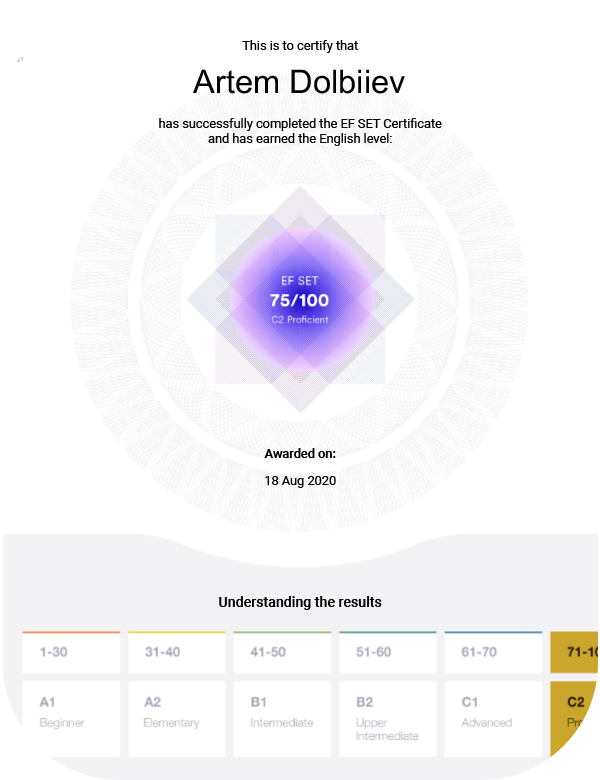 This is to certify that
Artem Dolbiiev
has successfully completed the EF SET Certificate
and has earned the English level:
EF SET
75/100
C2 Proficient
Awarded on:
18 Aug 2020
Understanding the results
1-30
31-40
41-50
51-60
61-70
71-10
A1
A2
B1
B2
C1
C2
Beginner
Elementary
Intermediate
Upper
Intermediate
Advanced
Pro